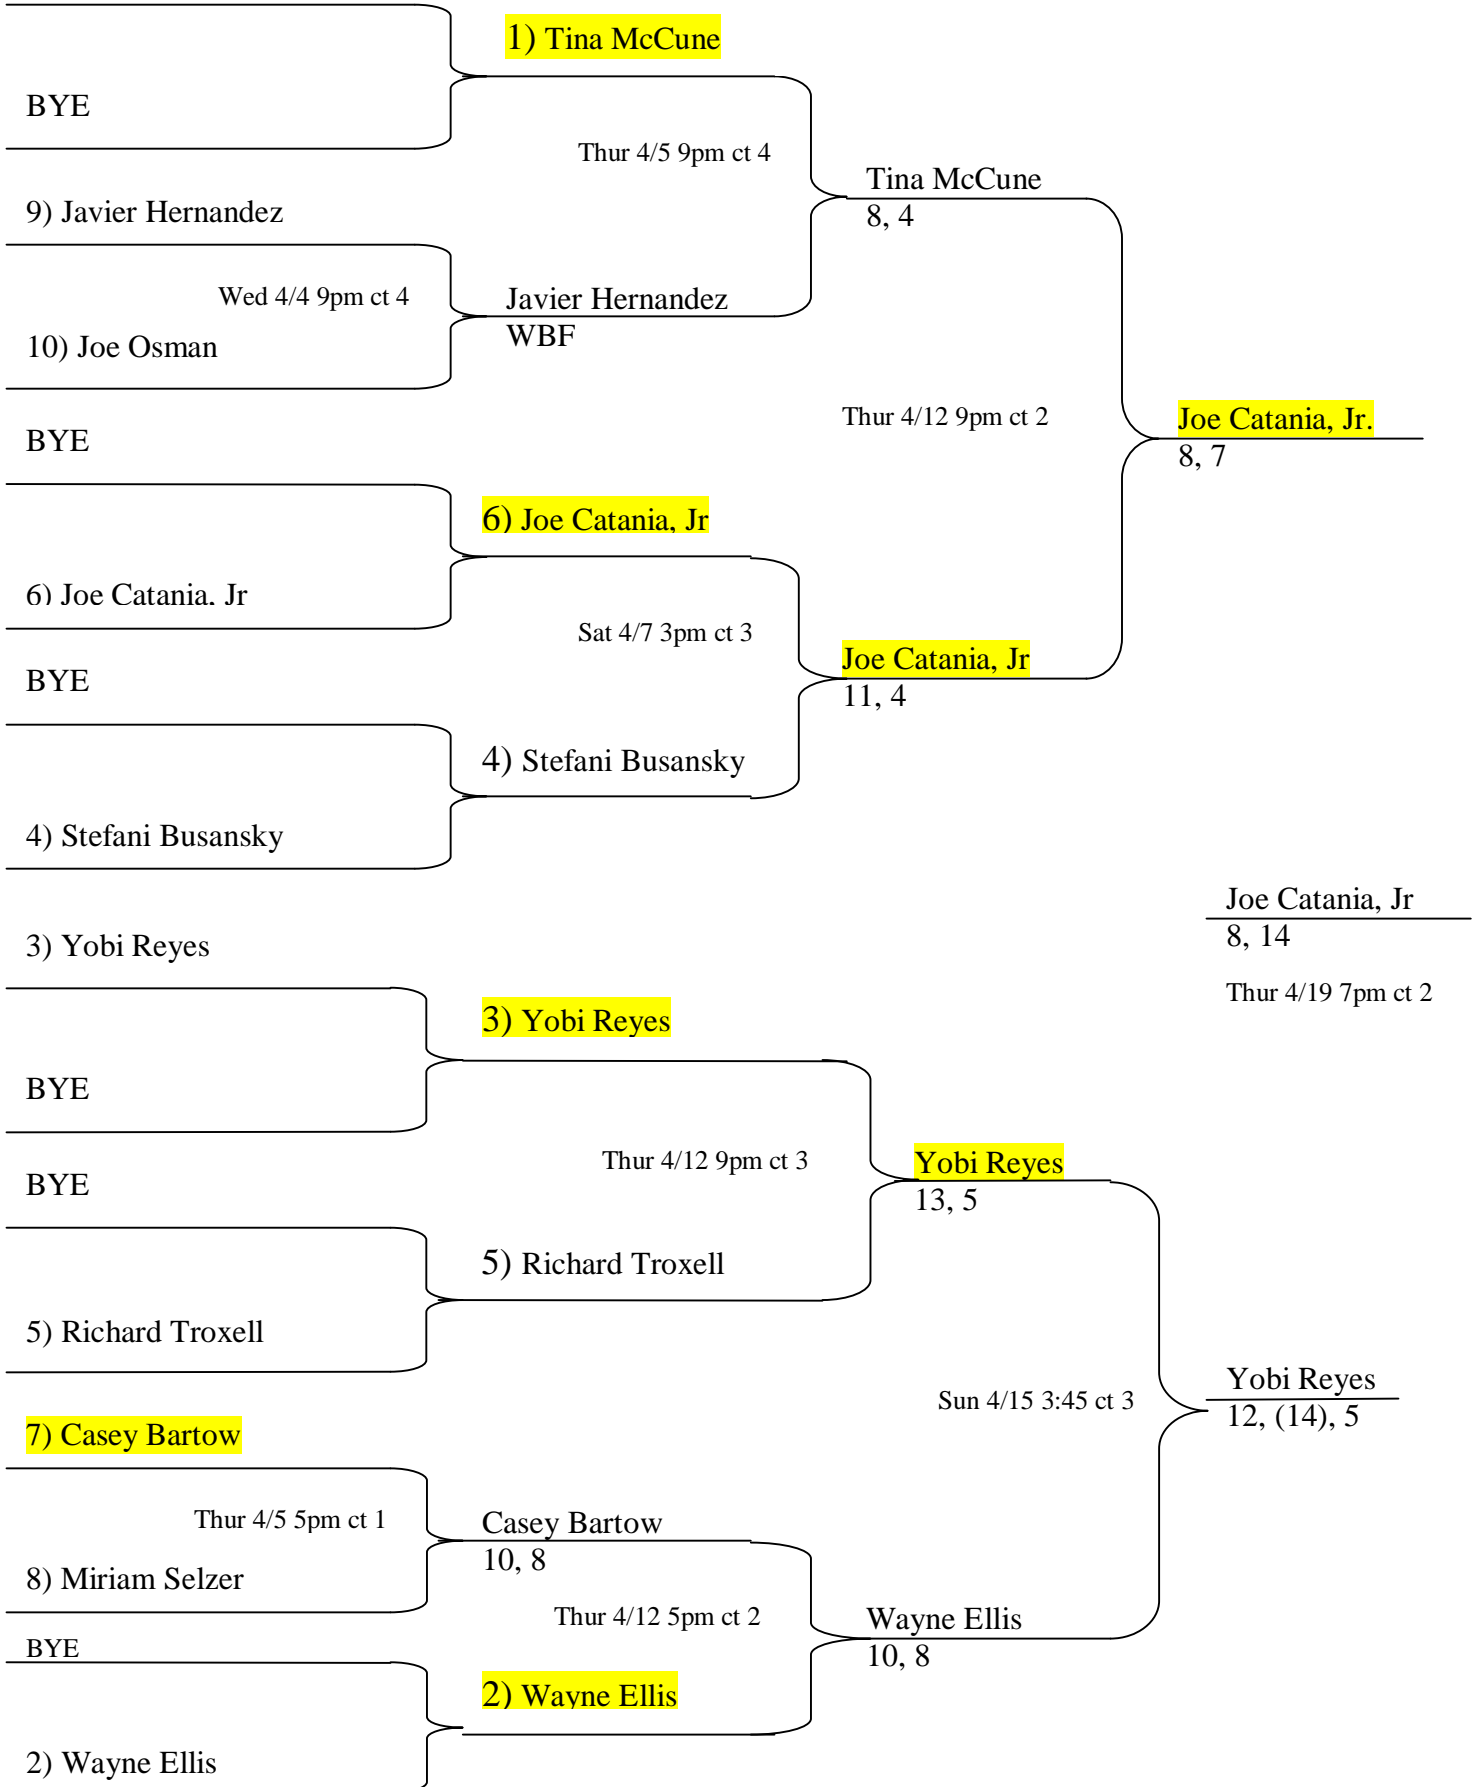 1) Tina McCune
BYE
Thur 4/5 9pm ct 4
Tina McCune
8, 4
9) Javier Hernandez
Wed 4/4 9pm ct 4
Javier Hernandez
WBF
10) Joe Osman
Thur 4/12 9pm ct 2
Joe Catania, Jr.
8, 7
BYE
6) Joe Catania, Jr
6) Joe Catania, Jr
Sat 4/7 3pm ct 3
Joe Catania, Jr
11, 4
BYE
4) Stefani Busansky
4) Stefani Busansky
Joe Catania, Jr
8, 14
Thur 4/19 7pm ct 2
3) Yobi Reyes
3) Yobi Reyes
BYE
Thur 4/12 9pm ct 3
Yobi Reyes
13, 5
BYE
5) Richard Troxell
5) Richard Troxell
Sun 4/15 3:45 ct 3
Yobi Reyes
12, (14), 5
7) Casey Bartow
Thur 4/5 5pm ct 1
Casey Bartow
10, 8
8) Miriam Selzer
Thur 4/12 5pm ct 2
Wayne Ellis
10, 8
BYE
2) Wayne Ellis
2) Wayne Ellis